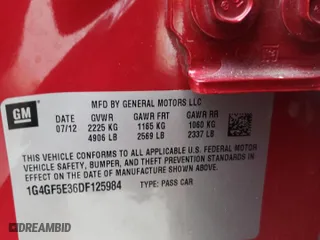 GM
MFD BY GENERAL MOTORS LLC
DATE GVWR GAWR FRT GAWR RR
07/12 2225 KG 1165 KG 1060 KG
4906 LB 2569 LB 2337 LB
THIS VEHICLE CONFORMS TO ALL APPLICABLE U.S. FEDERAL MOTOR
VEHICLE SAFETY, BUMPER, AND THEFT PREVENTION STANDARDS IN
EFFECT ON THE DATE OF MANUFACTURE SHOWN ABOVE.
1G4GF5E36DF125984 TYPE: PASS CAR
DREAMBID.COM